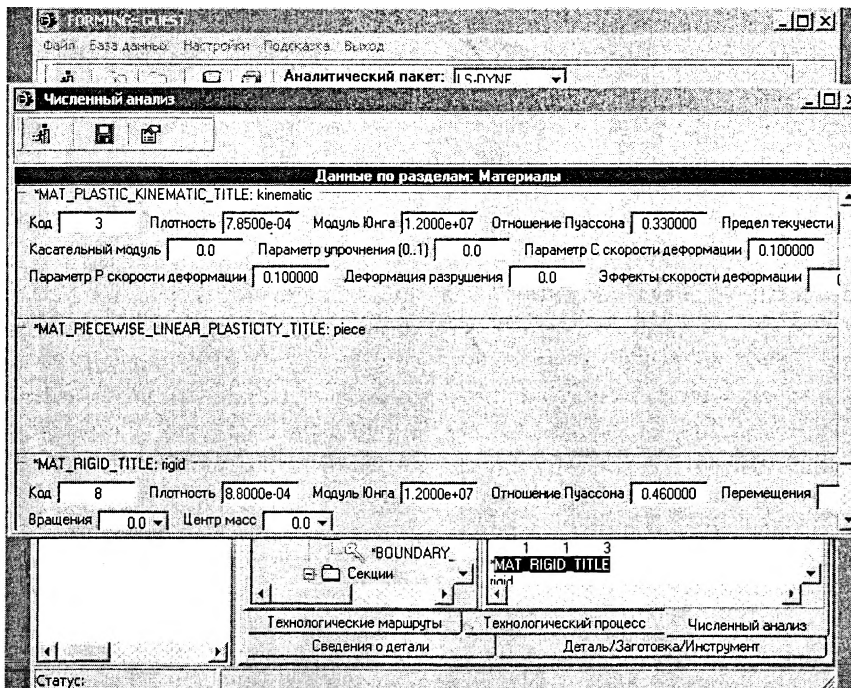 FORMING-QUEST
Файл База данных Настройки Подсказка Выход
Аналитический пакет: LS-DYNE
Численный анализ
Данные по разделам: Материалы
*MAT_PLASTIC_KINEMATIC_TITLE: kinematic
Код 3 Плотность 7.8500e-04 Модуль Юнга 1.2000e+07 Отношение Пуассона 0.330000 Предел текучести
Касательный модуль 0.0 Параметр упрочнения (0..1) 0.0 Параметр C скорости деформации 0.100000
Параметр P скорости деформации 0.100000 Деформация разрушения 0.0 Эффекты скорости деформации
*MAT_PIECEWISE_LINEAR_PLASTICITY_TITLE: piece
*MAT_RIGID_TITLE: rigid
Код 8 Плотность 8.8000e-04 Модуль Юнга 1.2000e+07 Отношение Пуассона 0.460000 Перемещения
Вращения 0.0 Центр масс 0.0
*BOUNDARY_
Секции
1 1 3
*MAT_RIGID_TITLE
rigid
Технологические маршруты Технологический процесс Численный анализ
Сведения о детали Деталь/Заготовка/Инструмент
Статус: